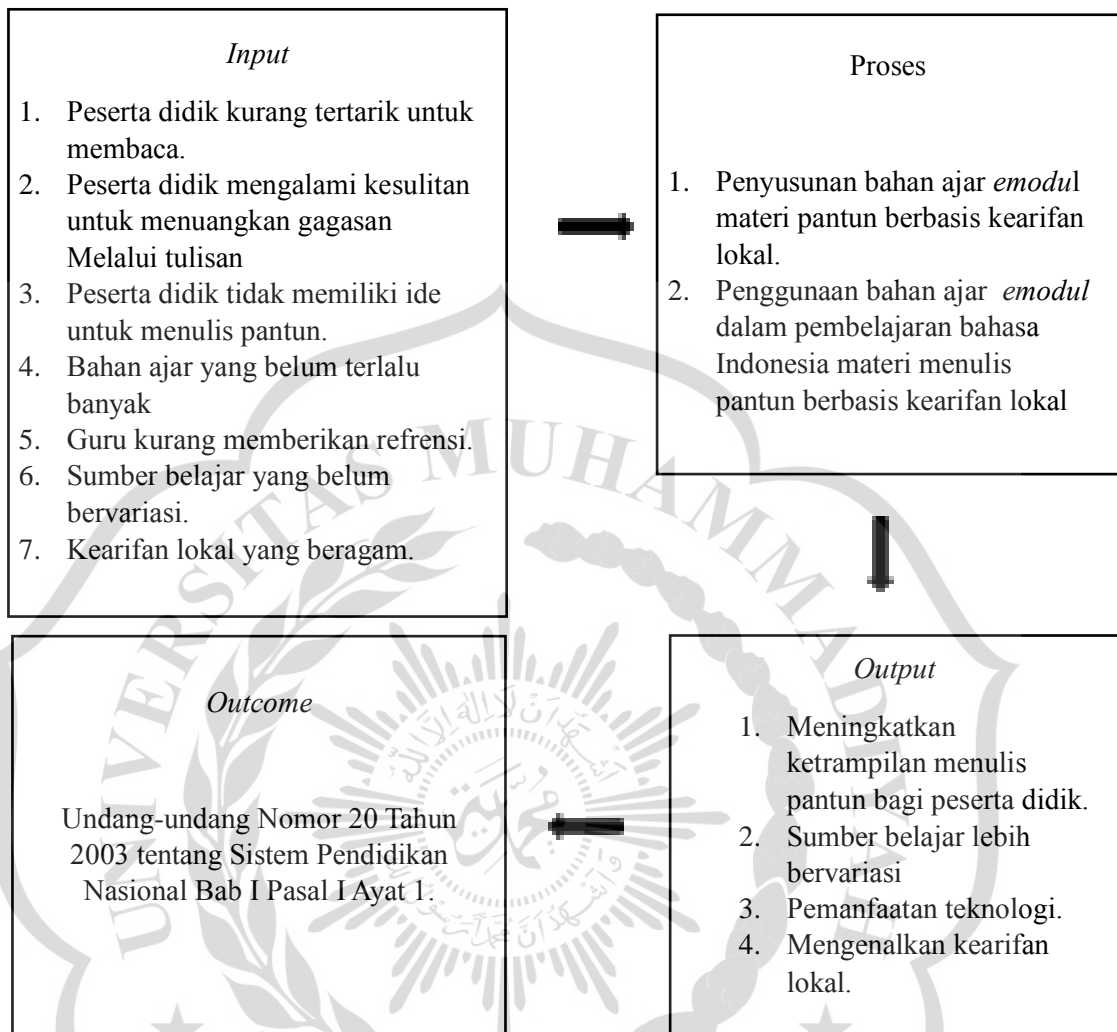 Input
1. Peserta didik kurang tertarik untuk
membaca.
2. Peserta didik mengalami kesulitan
untuk menuangkan gagasan
Melalui tulisan
3. Peserta didik tidak memiliki ide
untuk menulis pantun.
4. Bahan ajar yang belum terlalu
banyak
5. Guru kurang memberikan refrensi.
6. Sumber belajar yang belum
bervariasi.
7. Kearifan lokal yang beragam.
Proses
1. Penyusunan bahan ajar emodul
materi pantun berbasis kearifan
lokal.
2. Penggunaan bahan ajar emodul
dalam pembelajaran bahasa
Indonesia materi menulis
pantun berbasis kearifan lokal
Output
1. Meningkatkan
ketrampilan menulis
pantun bagi peserta didik.
2. Sumber belajar lebih
bervariasi
3. Pemanfaatan teknologi.
4. Mengenalkan kearifan
lokal.
Outcome
Undang-undang Nomor 20 Tahun
2003 tentang Sistem Pendidikan
Nasional Bab I Pasal I Ayat 1.
UNIVERSITAS MUHAMMADIYAH